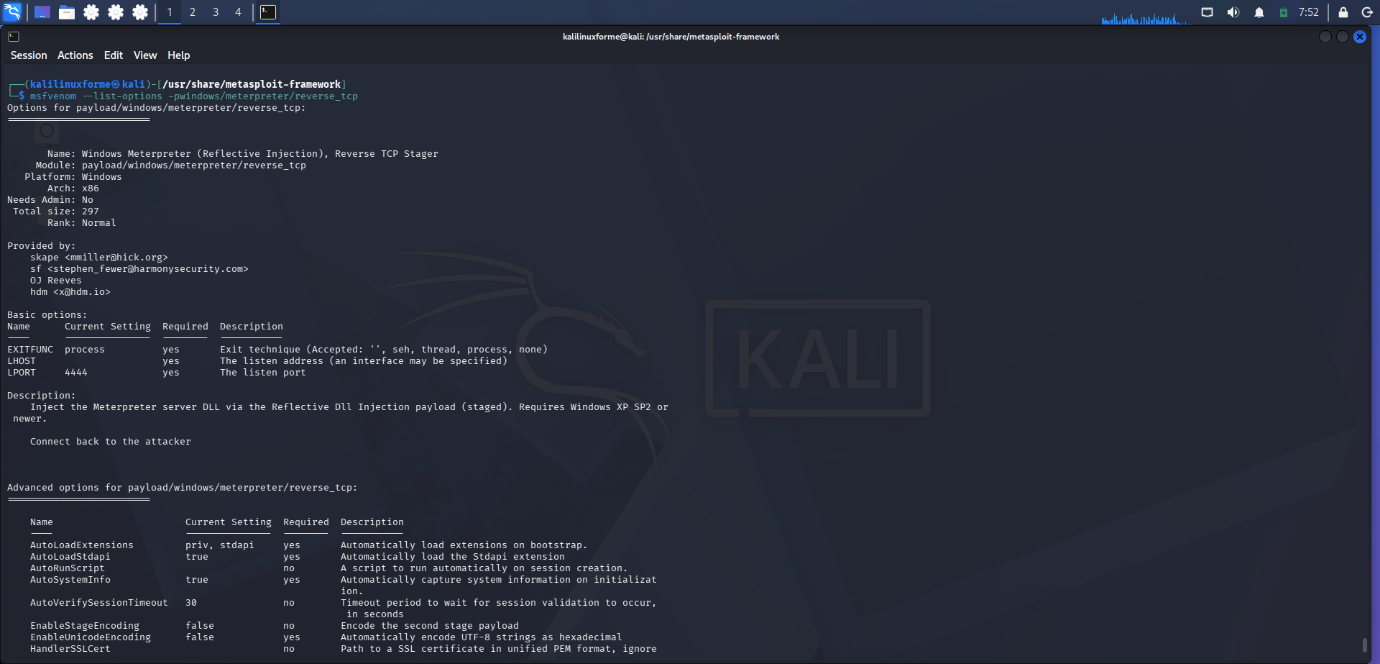 1 2 3 4 7:52
kalilinuxforme@kali: /usr/share/metasploit-framework
Session Actions Edit View Help
(kalilinuxforme㉿kali)-[/usr/share/metasploit-framework]
$ msfvenom --list-options -pwindows/meterpreter/reverse_tcp
Options for payload/windows/meterpreter/reverse_tcp:
=========================
Name: Windows Meterpreter (Reflective Injection), Reverse TCP Stager
Module: payload/windows/meterpreter/reverse_tcp
Platform: Windows
Arch: x86
Needs Admin: No
Total size: 297
Rank: Normal
Provided by:
skape <mmiller@hick.org>
sf <stephen_fewer@harmonysecurity.com>
OJ Reeves
hdm <x@hdm.io>
Basic options:
Name Current Setting Required Description
---- --------------- -------- -----------
EXITFUNC process yes Exit technique (Accepted: '', seh, thread, process, none)
LHOST yes The listen address (an interface may be specified)
LPORT 4444 yes The listen port
Description:
Inject the Meterpreter server DLL via the Reflective Dll Injection payload (staged). Requires Windows XP SP2 or
newer.
Connect back to the attacker
Advanced options for payload/windows/meterpreter/reverse_tcp:
=========================
Name Current Setting Required Description
---- --------------- -------- -----------
AutoLoadExtensions priv, stdapi yes Automatically load extensions on bootstrap.
AutoLoadStdapi true yes Automatically load the Stdapi extension
AutoRunScript no A script to run automatically on session creation.
AutoSystemInfo true yes Automatically capture system information on initializat
ion.
AutoVerifySessionTimeout 30 no Timeout period to wait for session validation to occur,
in seconds
EnableStageEncoding false no Encode the second stage payload
EnableUnicodeEncoding false yes Automatically encode UTF-8 strings as hexadecimal
HandlerSSLCert no Path to a SSL certificate in unified PEM format, ignore
KALI